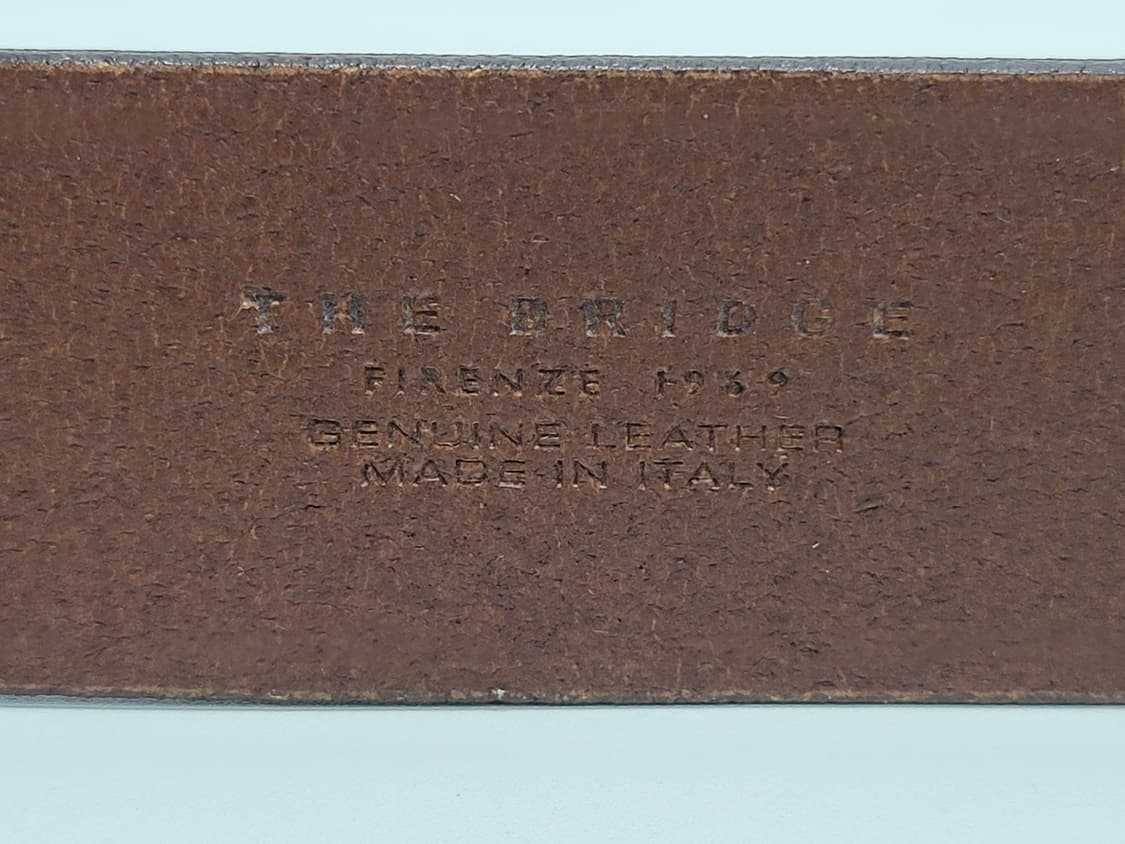 THE BRIDGE
FIRENZE 1969
GENUINE LEATHER
MADE IN ITALY